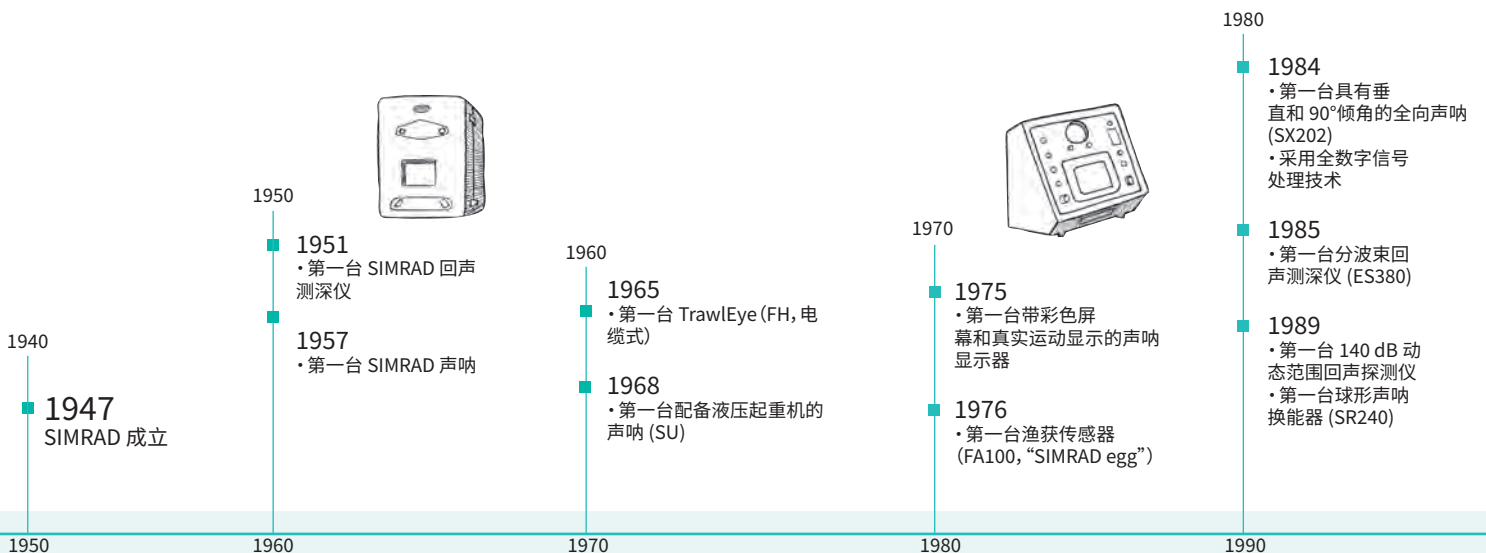 1940
1947
SIMRAD 成立
1950
1950
1951
・第一台 SIMRAD 回声
测深仪
1957
・第一台 SIMRAD 声呐
1960
1960
1965
・第一台 TrawlEye（FH，电
缆式）
1968
・第一台配备液压起重机的
声呐 (SU)
1970
1970
1975
・第一台带彩色屏
幕和真实运动显示的声呐
显示器
1976
・第一台渔获传感器
（FA100，“SIMRAD egg”）
1980
1980
1984
・第一台具有垂
直和 90°倾角的全向声呐
(SX202)
・采用全数字信号
处理技术
1985
・第一台分波束回
声测深仪 (ES380)
1989
・第一台 140 dB 动
态范围回声探测仪
・第一台球形声呐
换能器 (SR240)
1990